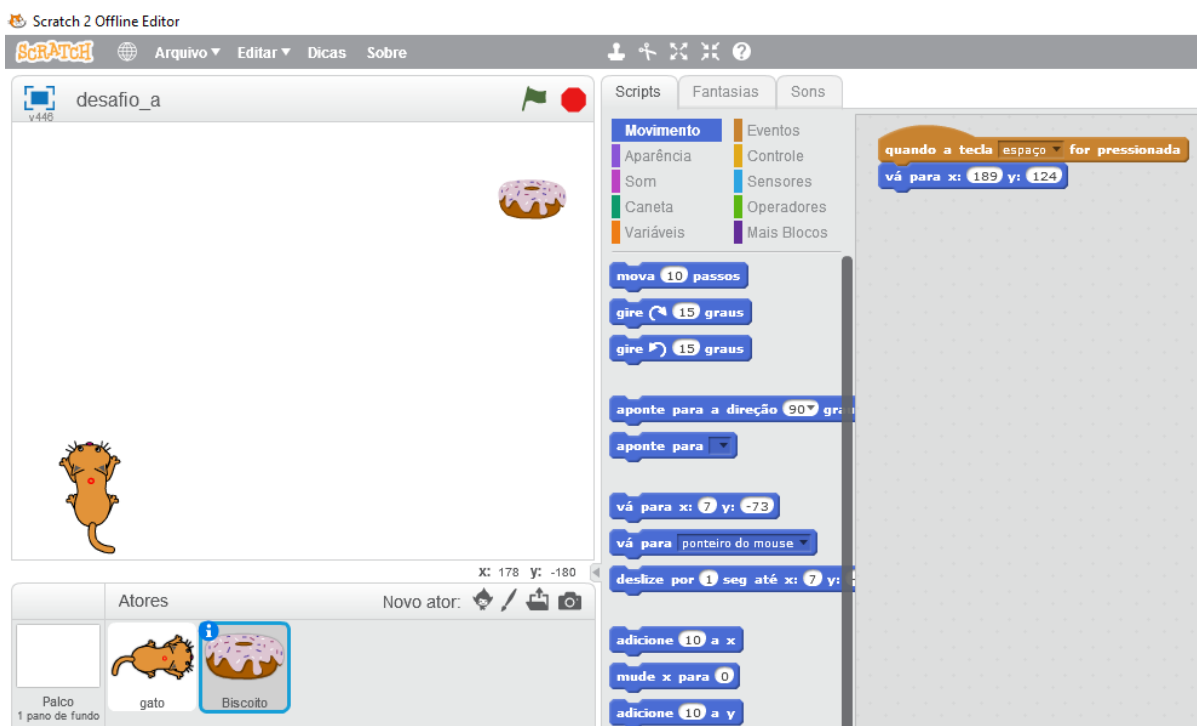 Scratch 2 Offline Editor
SCRATCH Arquivo Editar Dicas Sobre
desafio_a
v446
X: 178 y: -180
Atores
Novo ator:
Palco
1 pano de fundo
gato
Biscoito
Scripts Fantasias Sons
Movimento Eventos
Aparência Controle
Som Sensores
Caneta Operadores
Variáveis Mais Blocos
mova 10 passos
gire 15 graus
gire 15 graus
aponte para a direção 90 gra
aponte para
vá para x: 7 y: -73
vá para ponteiro do mouse
deslize por 1 seg até x: 7 y: -
adicione 10 a x
mude x para 0
adicione 10 a y
quando a tecla espaço for pressionada
vá para x: 189 y: 124